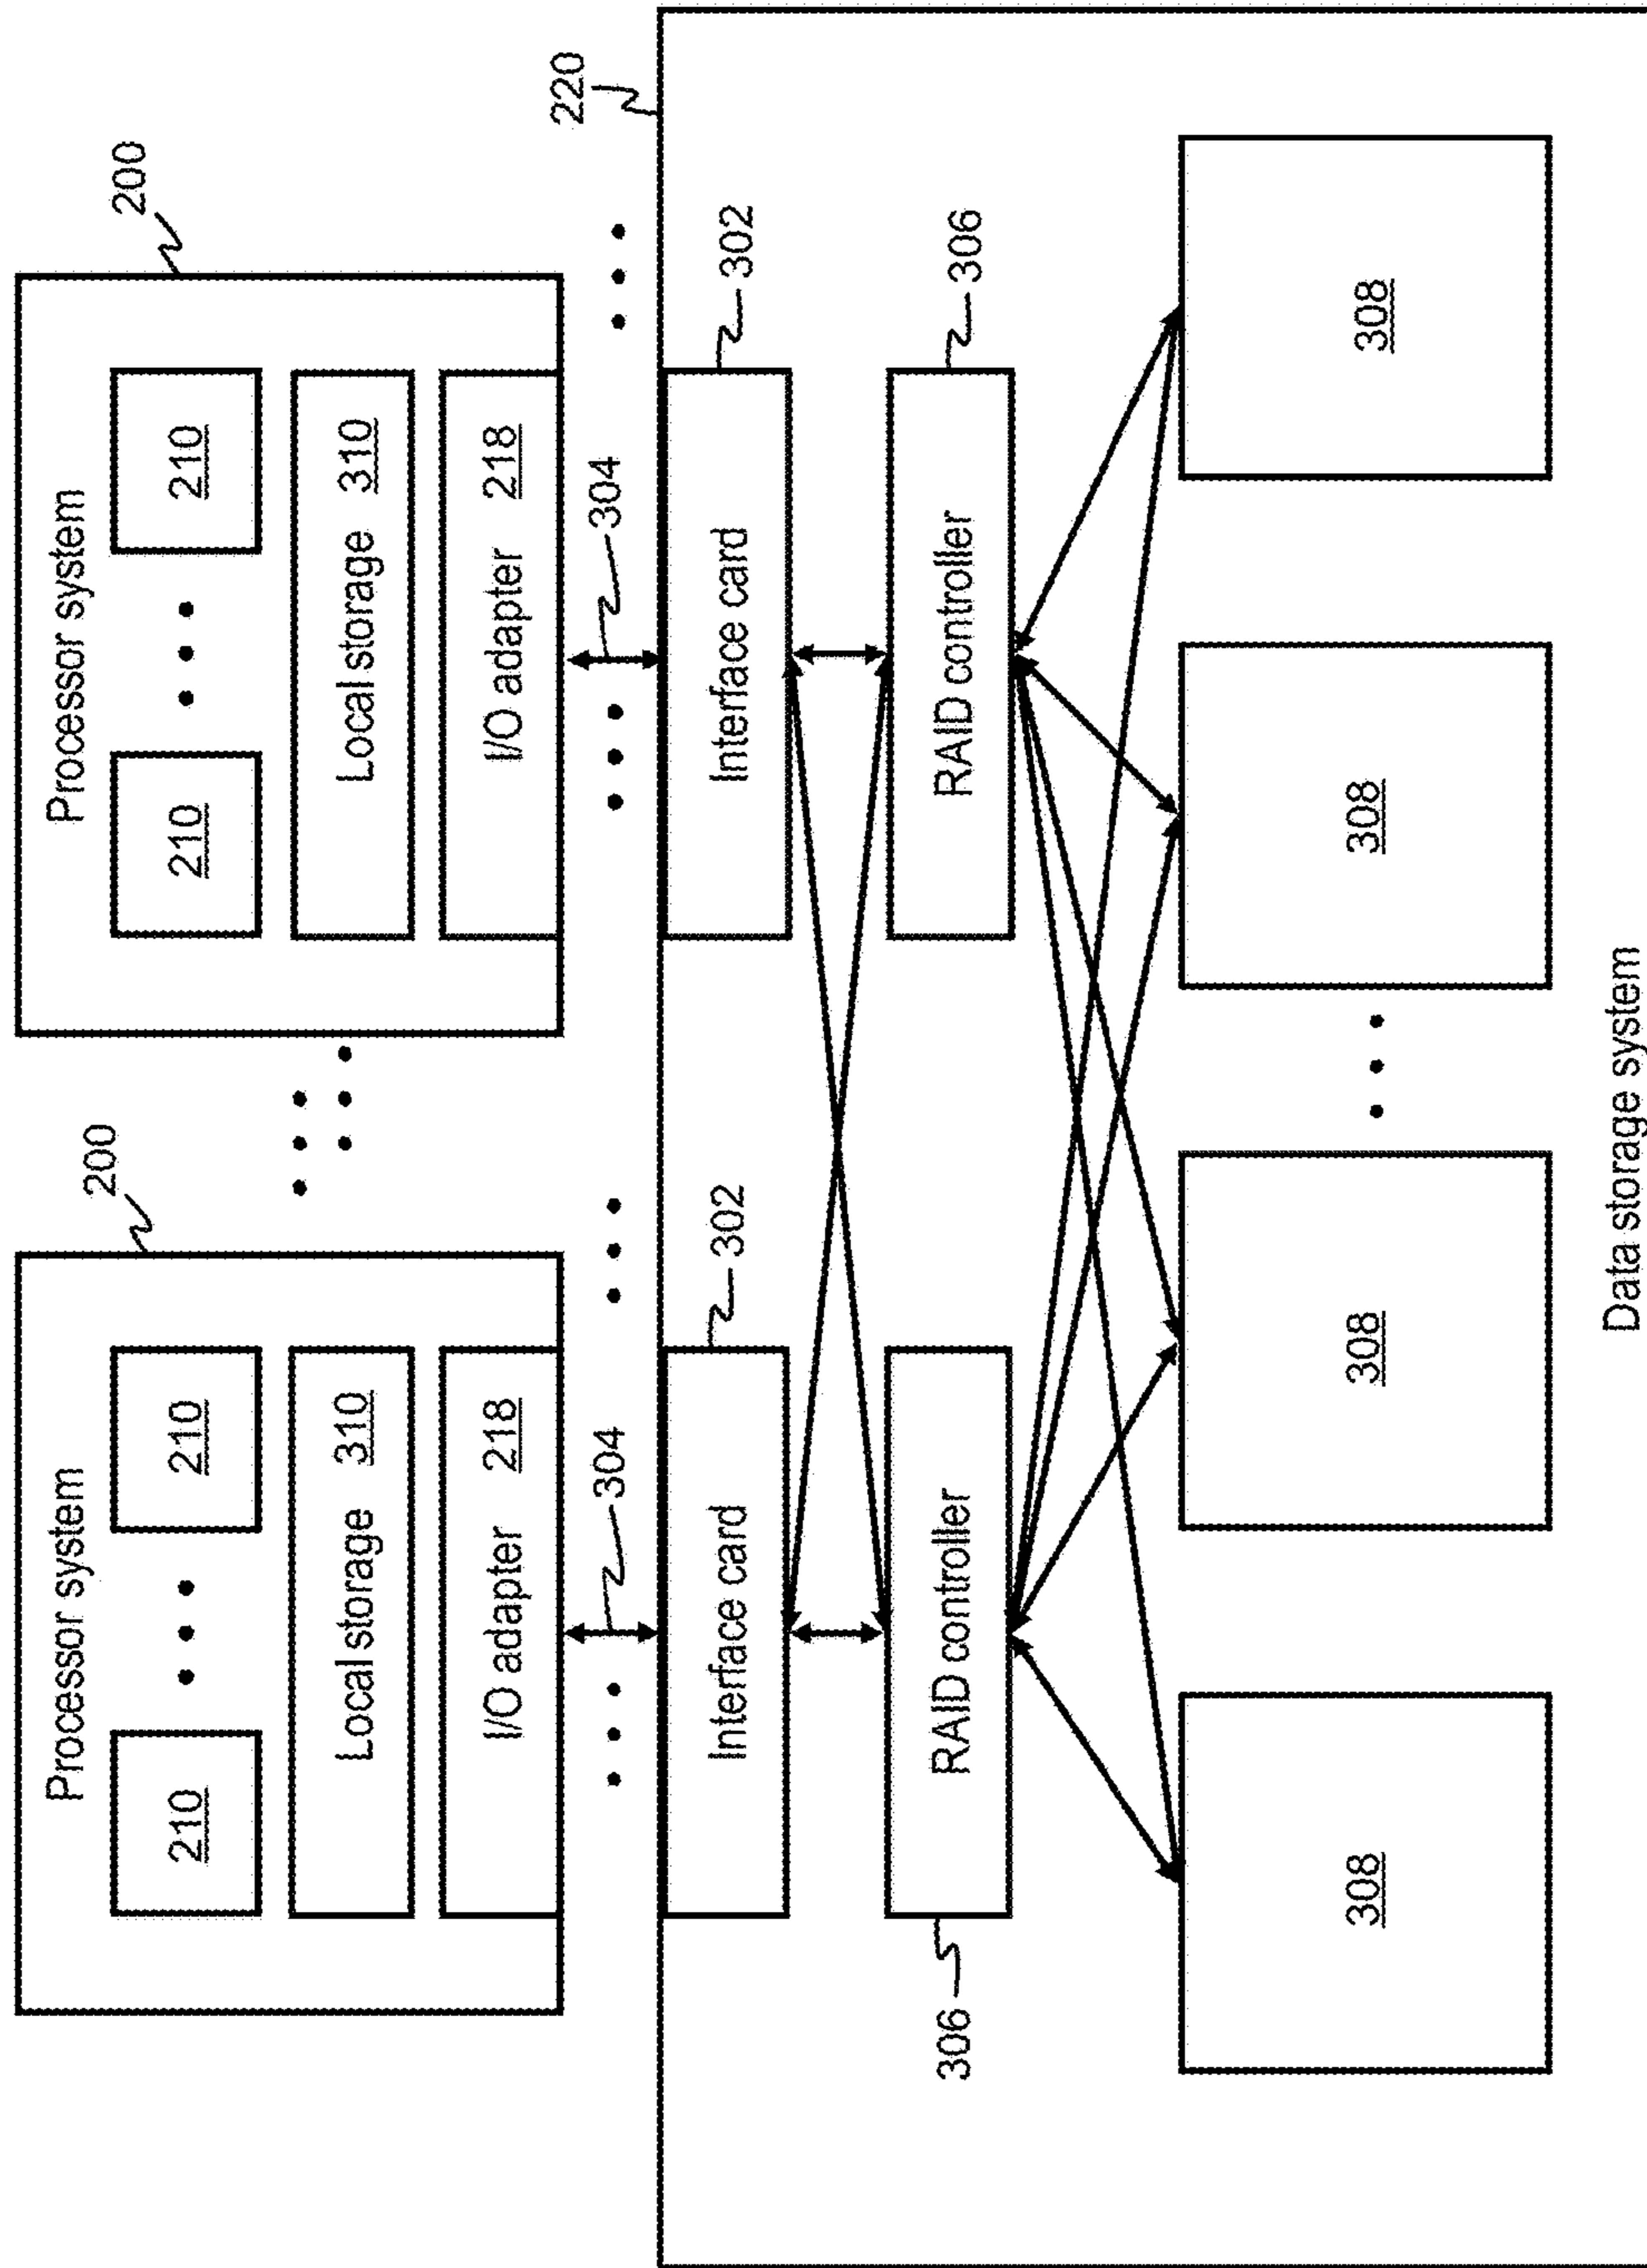 200
200
Processor system
Processor system
210
210
210
210
Local storage 310
Local storage 310
I/O adapter 218
I/O adapter 218
304
304
220
302
302
Interface card
Interface card
306
306
RAID controller
RAID controller
308
308
308
308
Data storage system